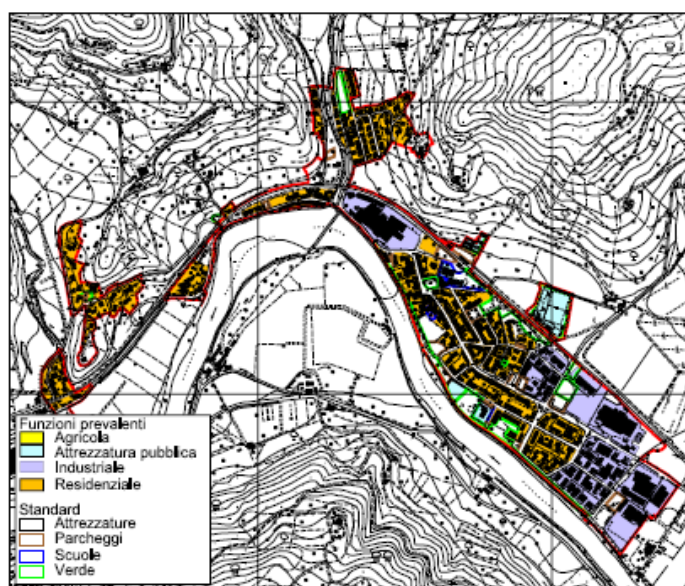 Funzioni prevalenti
Agricola
Attrezzatura pubblica
Industriale
Residenziale
Standard
Attrezzature
Parcheggi
Scuole
Verde